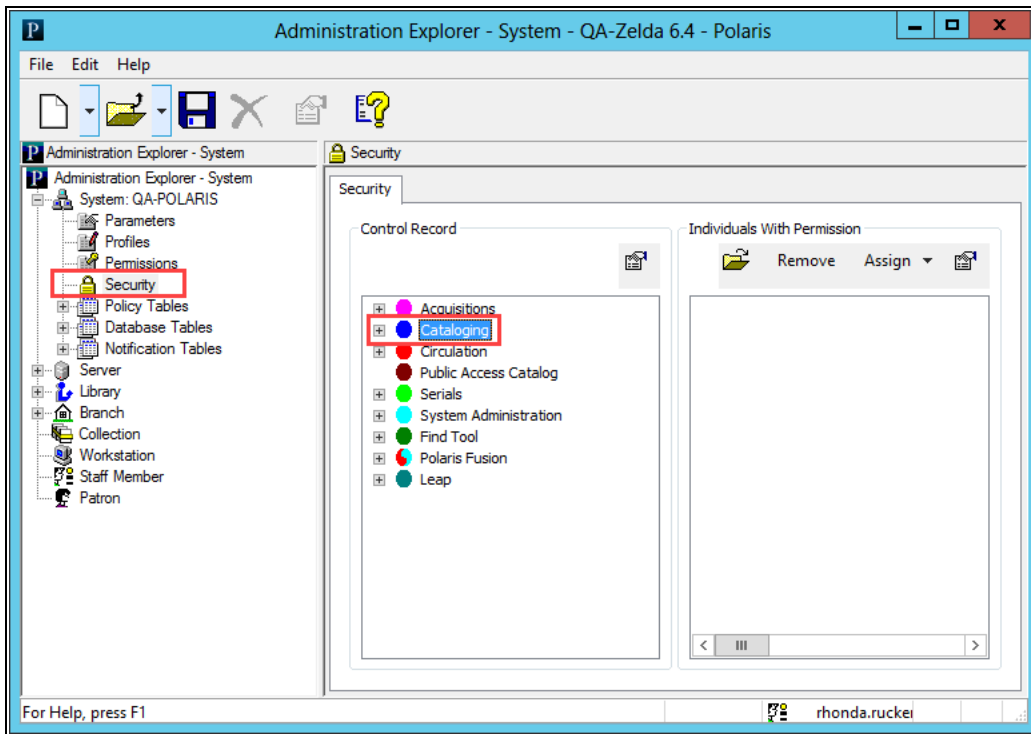 Administration Explorer - System - QA-Zelda 6.4 - Polaris
File Edit Help
Administration Explorer - System
Security
Administration Explorer - System
System: QA-POLARIS
Parameters
Profiles
Permissions
Security
Policy Tables
Database Tables
Notification Tables
Server
Library
Branch
Collection
Workstation
Staff Member
Patron
Security
Control Record
Acquisitions
Cataloging
Circulation
Public Access Catalog
Serials
System Administration
Find Tool
Polaris Fusion
Leap
Individuals With Permission
Remove Assign
For Help, press F1
rhonda.rucker